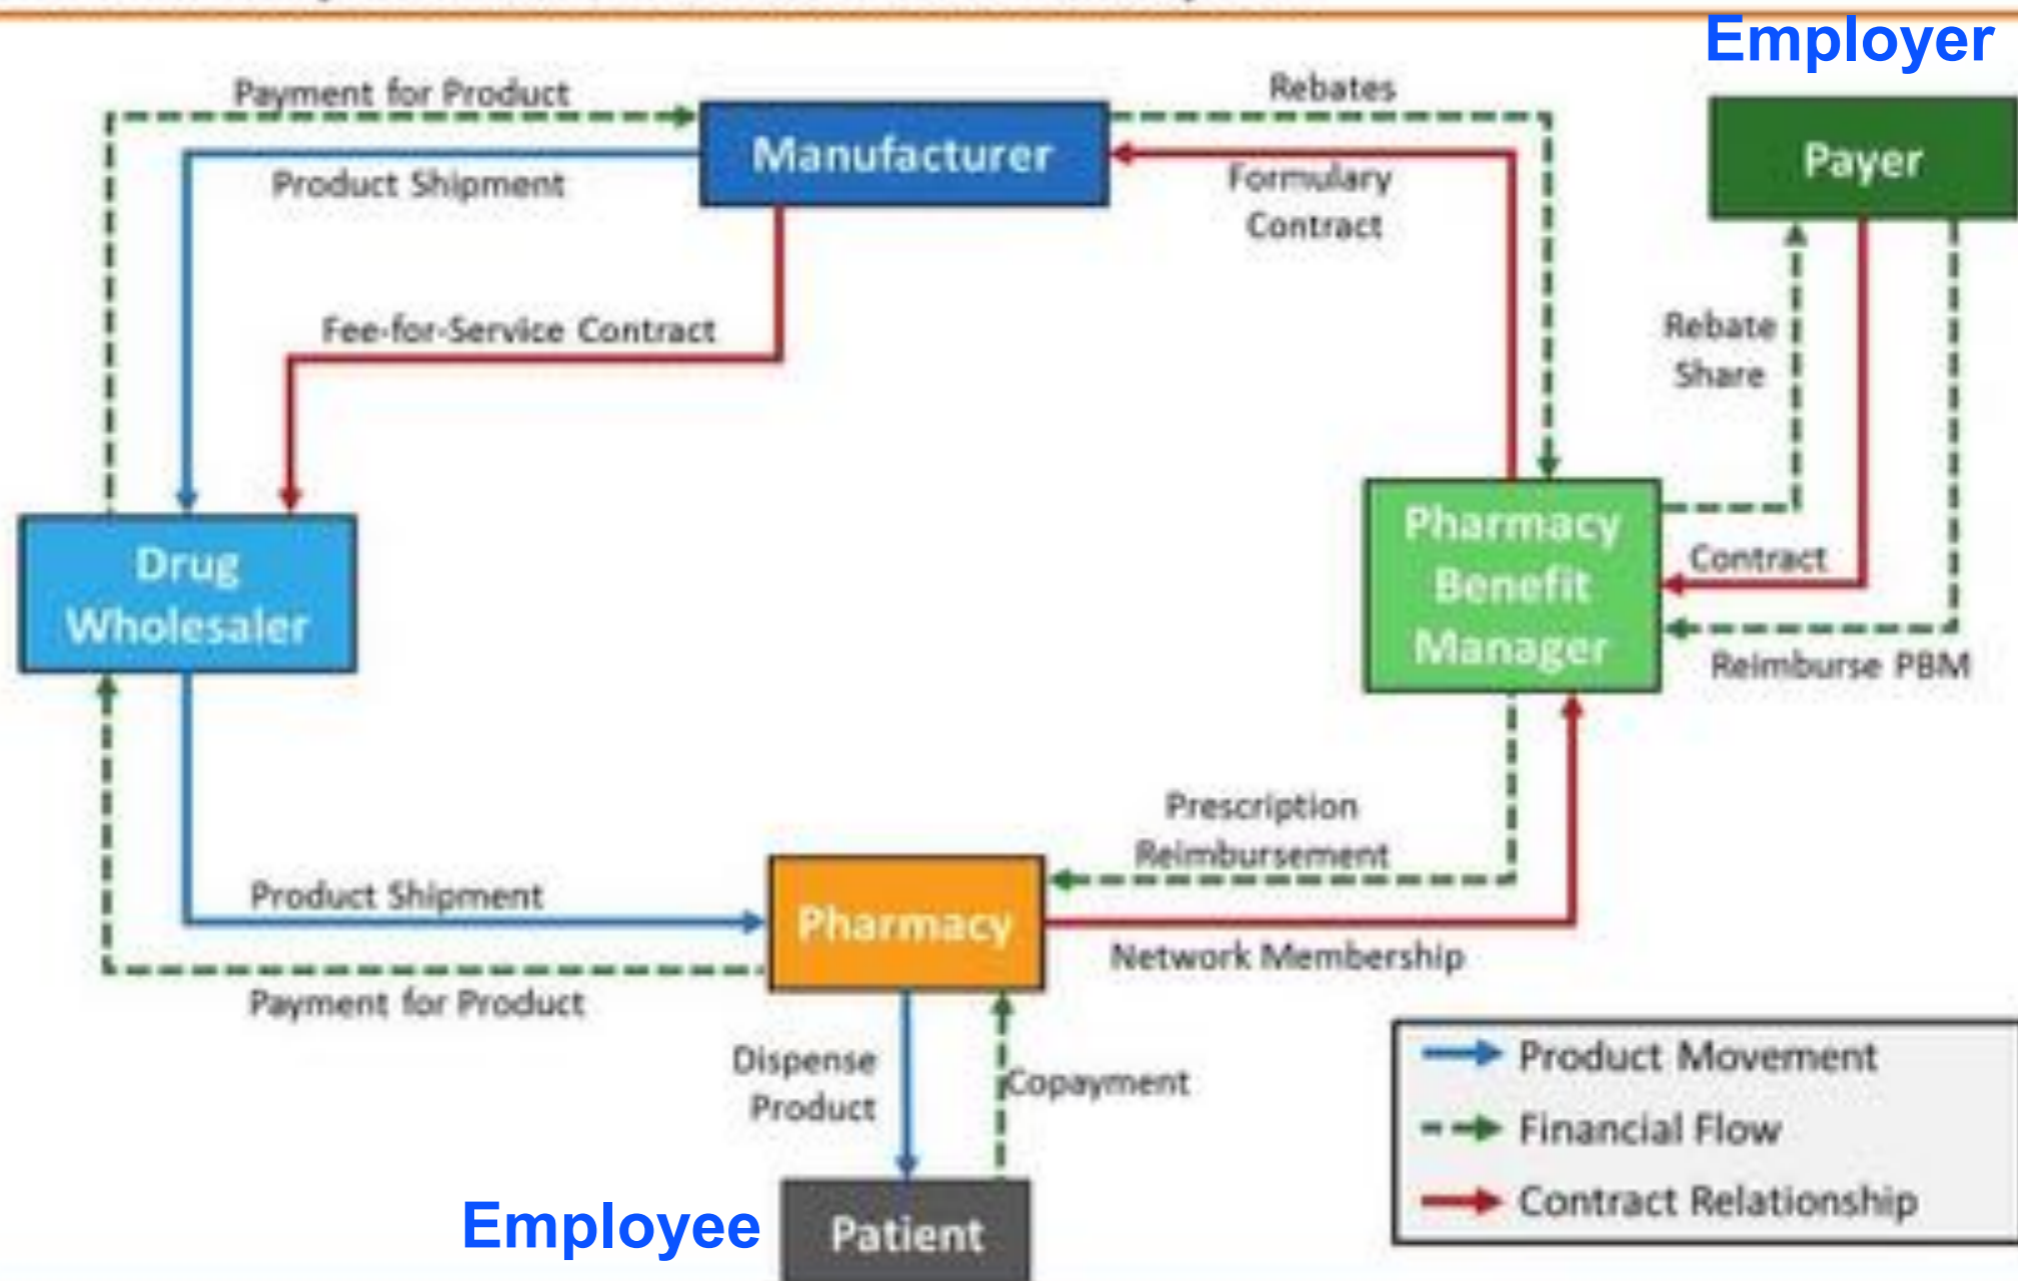 Employer
Payment for Product
Rebates
Manufacturer
Payer
Product Shipment
Formulary
Contract
Fee-for-Service Contract
Rebate
Share
Pharmacy
Benefit
Manager
Drug
Wholesaler
Contract
Reimburse PBM
Prescription
Reimbursement
Product Shipment
Pharmacy
Network Membership
Payment for Product
Dispense
Product
Copayment
Employee
Patient
Product Movement
Financial Flow
Contract Relationship